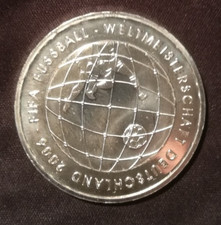 FIFA FUSSBALL - WELTMEISTERSCHAFT DEUTSCHLAND 2006